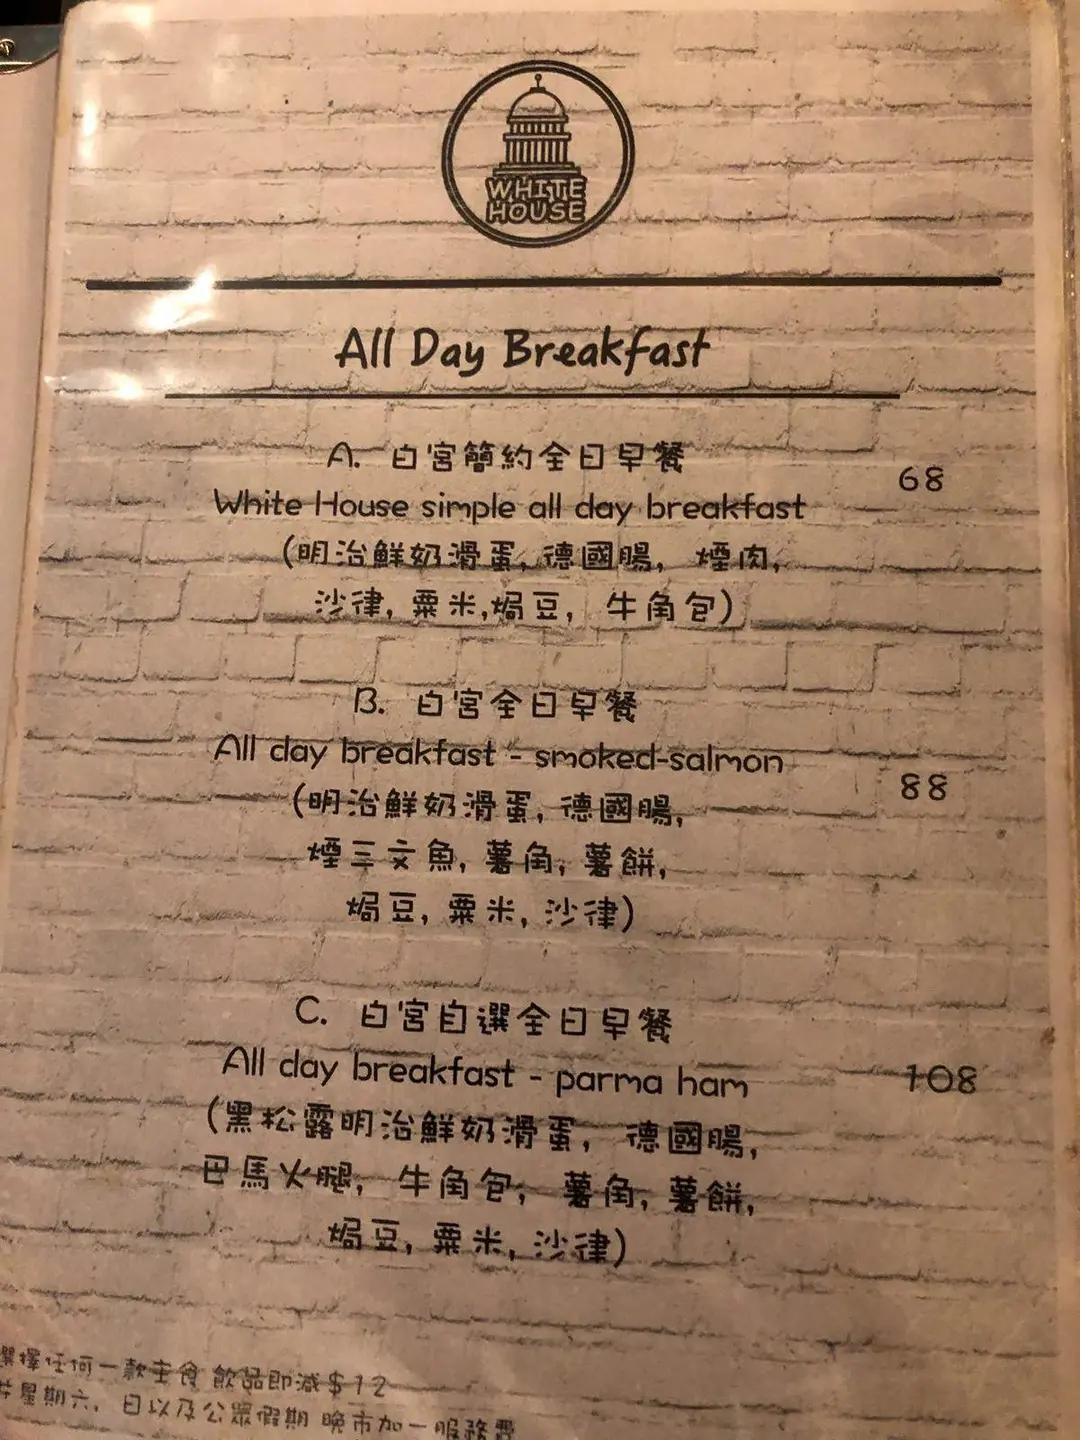 WHITE
HOUSE
All Day Breakfast
A. 白宮簡約全日早餐
68
White House simple all day breakfast
(明治鮮奶滑蛋, 德國腸, 煙肉,
沙律, 粟米,焗豆, 牛角包)
B. 白宮全日早餐
All day breakfast - smoked-salmon
88
(明治鮮奶滑蛋, 德國腸,
煙三文魚, 薯角, 薯餅,
焗豆, 粟米, 沙律)
C. 白宮自選全日早餐
All day breakfast - parma ham
108
(黑松露明治鮮奶滑蛋, 德國腸,
巴馬火腿, 牛角包, 薯角, 薯餅,
焗豆, 粟米, 沙律)
選擇任何一款主食 飲品即減$12
星期六, 日以及公眾假期 晚市加一服務費